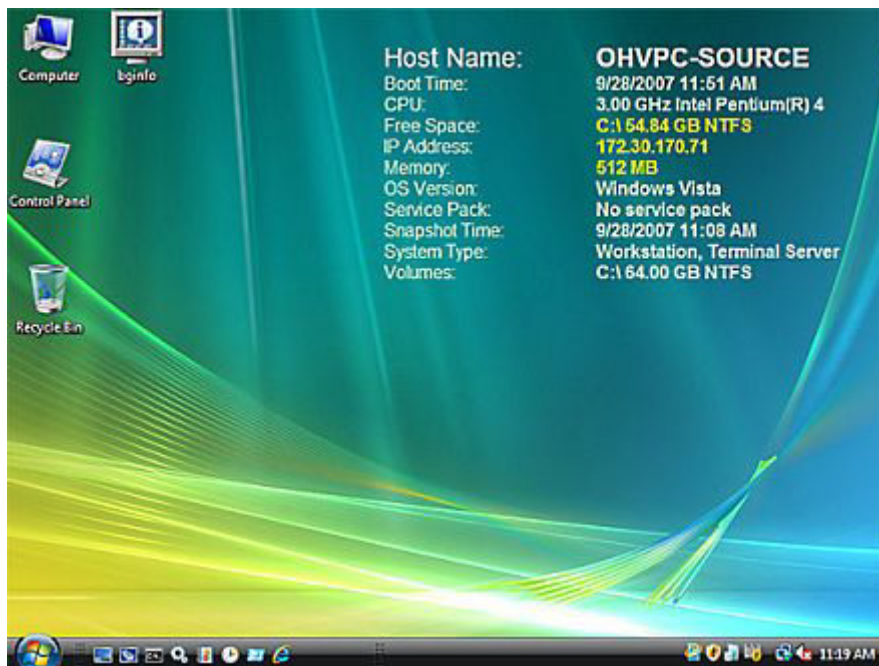 Computer
bginfo
Control Panel
Recycle Bin
Host Name: OHVPC-SOURCE
Boot Time: 9/28/2007 11:51 AM
CPU: 3.00 GHz Intel Pentium(R) 4
Free Space: C:\ 54.84 GB NTFS
IP Address: 172.30.170.71
Memory: 512 MB
OS Version: Windows Vista
Service Pack: No service pack
Snapshot Time: 9/28/2007 11:08 AM
System Type: Workstation, Terminal Server
Volumes: C:\ 64.00 GB NTFS
11:19 AM